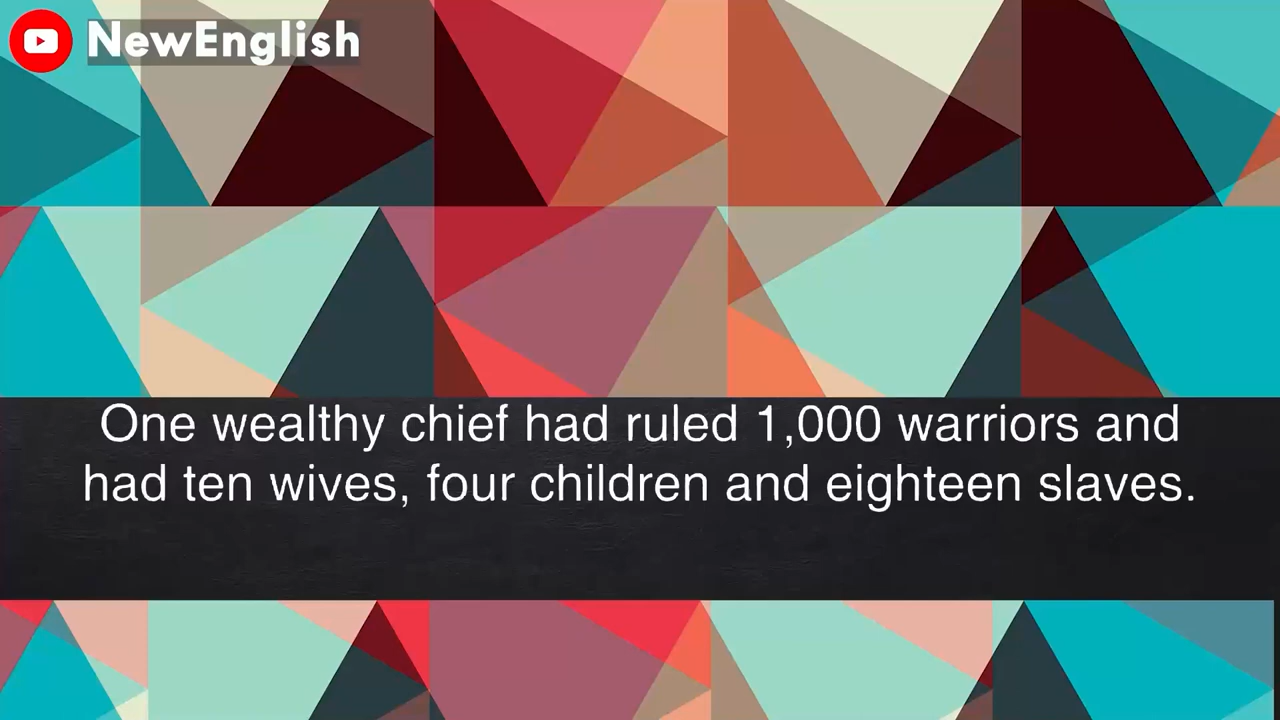 NewEnglish
One wealthy chief had ruled 1,000 warriors and
had ten wives, four children and eighteen slaves.